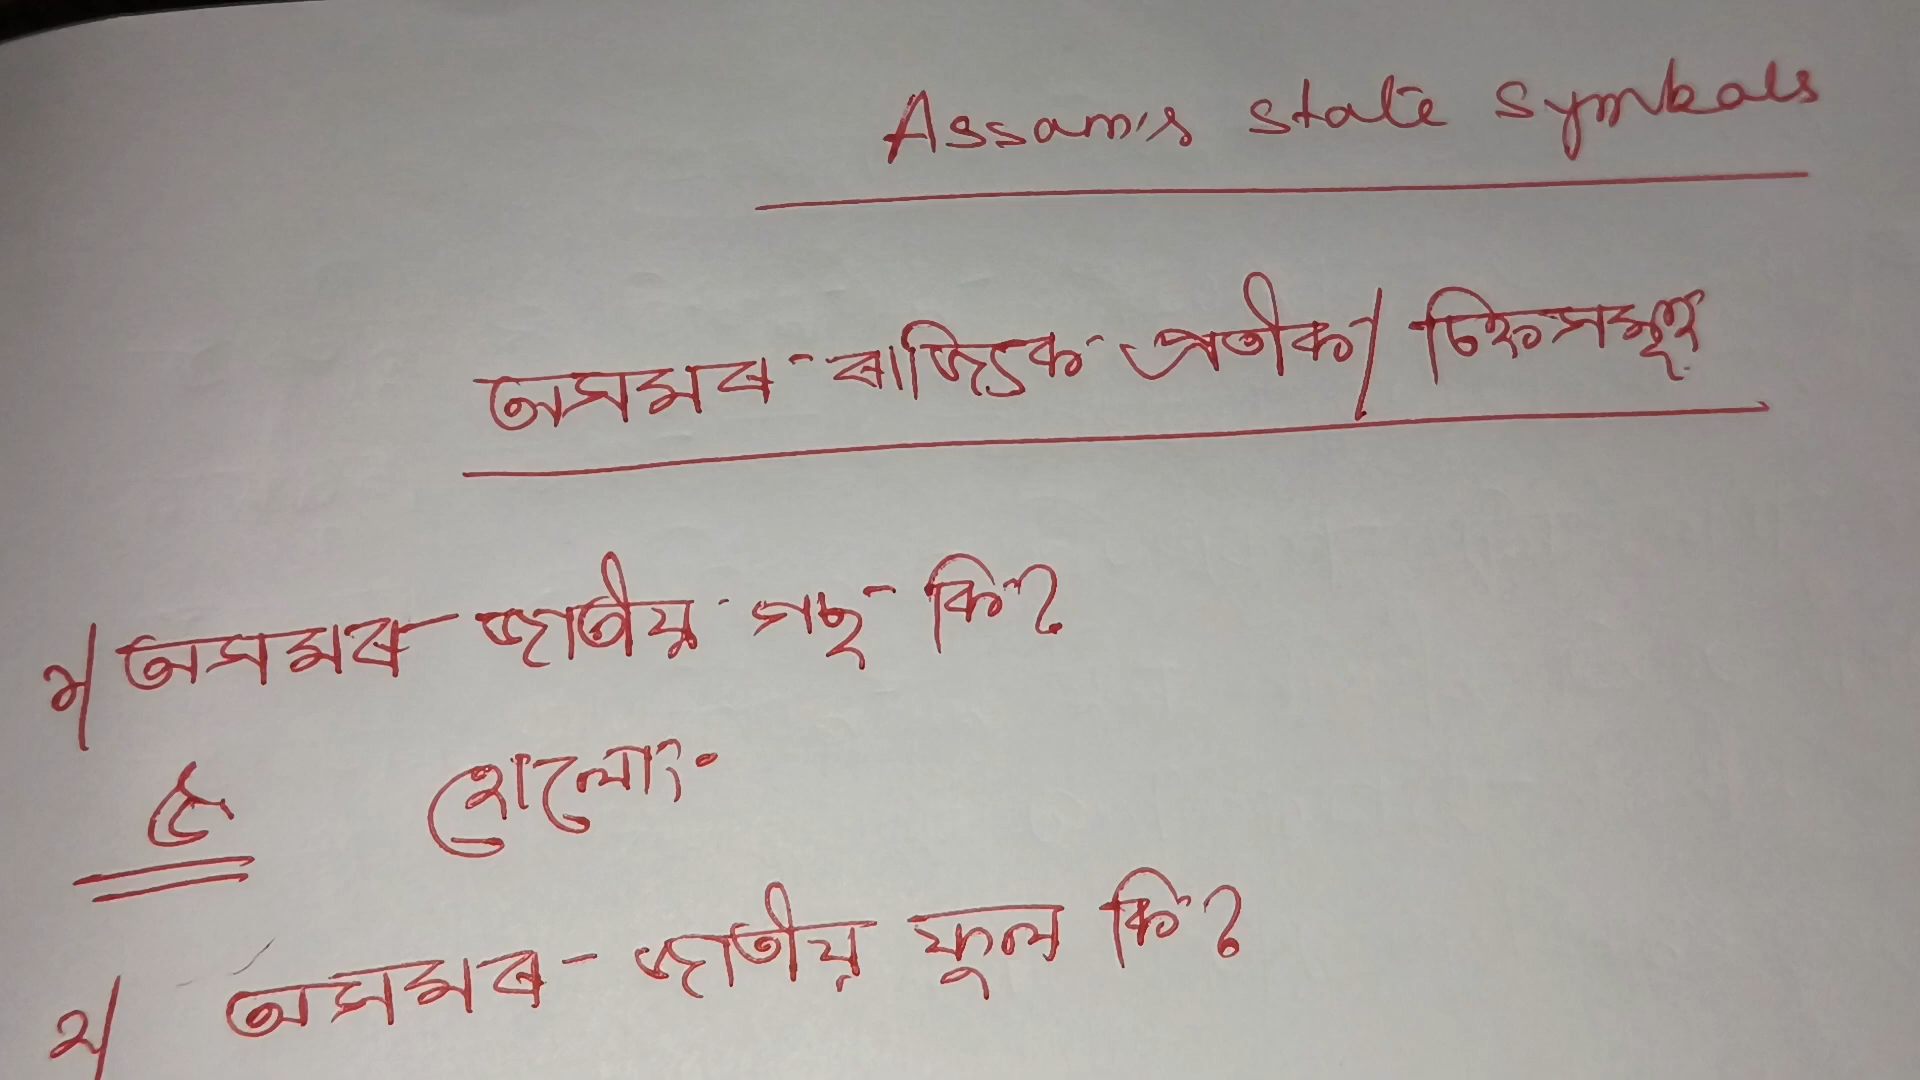 Assam's state symbols
অসমৰ ৰাজ্যিক প্ৰতীক/ চিহ্নসমূহ
১/ অসমৰ জাতীয় গছ কি?
উঃ হোলোং.
২/ অসমৰ জাতীয় ফুল কি?